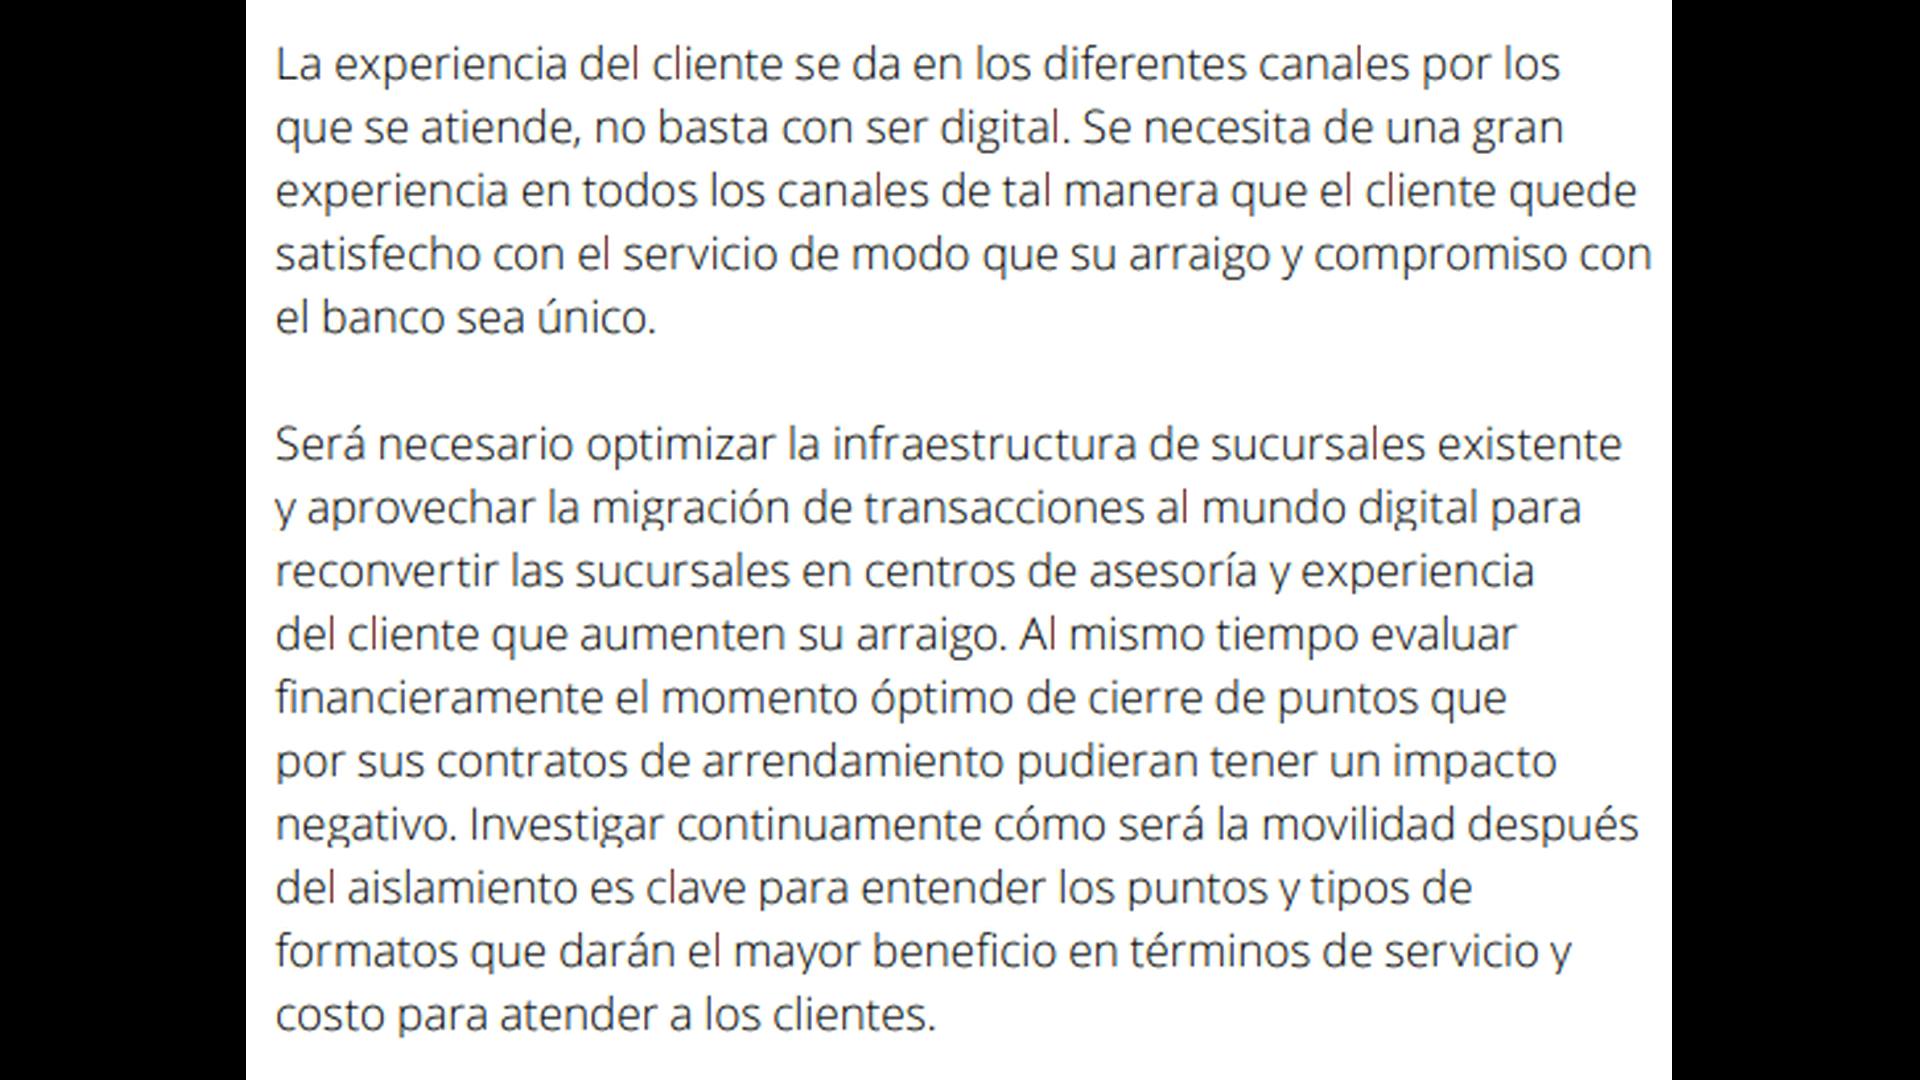 La experiencia del cliente se da en los diferentes canales por los
que se atiende, no basta con ser digital. Se necesita de una gran
experiencia en todos los canales de tal manera que el cliente quede
satisfecho con el servicio de modo que su arraigo y compromiso con
el banco sea único.
Será necesario optimizar la infraestructura de sucursales existente
y aprovechar la migración de transacciones al mundo digital para
reconvertir las sucursales en centros de asesoría y experiencia
del cliente que aumenten su arraigo. Al mismo tiempo evaluar
financieramente el momento óptimo de cierre de puntos que
por sus contratos de arrendamiento pudieran tener un impacto
negativo. Investigar continuamente cómo será la movilidad después
del aislamiento es clave para entender los puntos y tipos de
formatos que darán el mayor beneficio en términos de servicio y
costo para atender a los clientes.